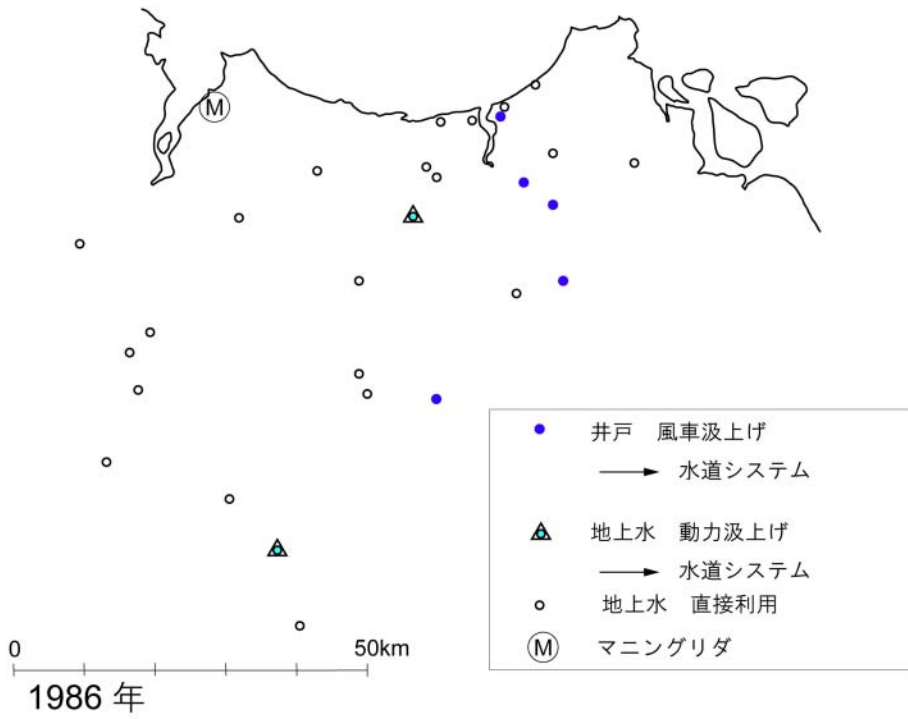 M
井戸　風車汲上げ
水道システム
地上水　動力汲上げ
水道システム
地上水　直接利用
M マニングリダ
0 50km
1986 年